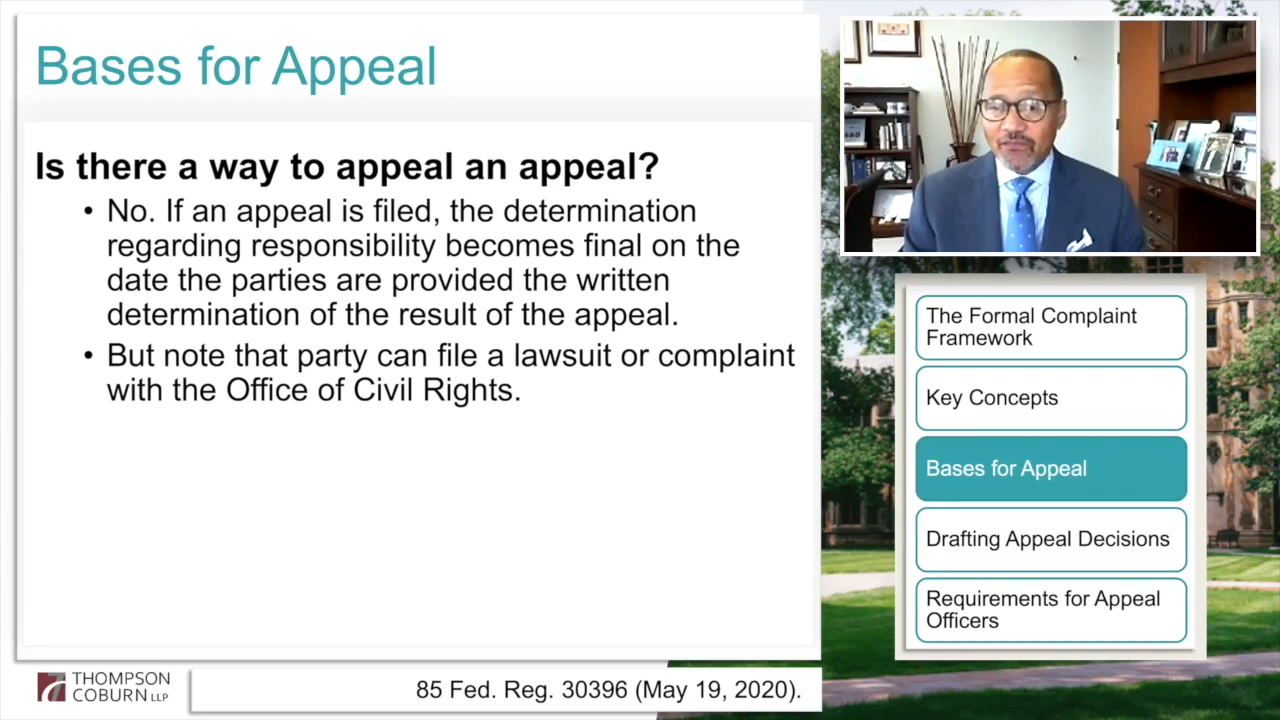 Bases for Appeal
Is there a way to appeal an appeal?
• No. If an appeal is filed, the determination
regarding responsibility becomes final on the
date the parties are provided the written
determination of the result of the appeal.
• But note that party can file a lawsuit or complaint
with the Office of Civil Rights.
The Formal Complaint
Framework
Key Concepts
Bases for Appeal
Drafting Appeal Decisions
Requirements for Appeal
Officers
THOMPSON
COBURN LLP
85 Fed. Reg. 30396 (May 19, 2020).